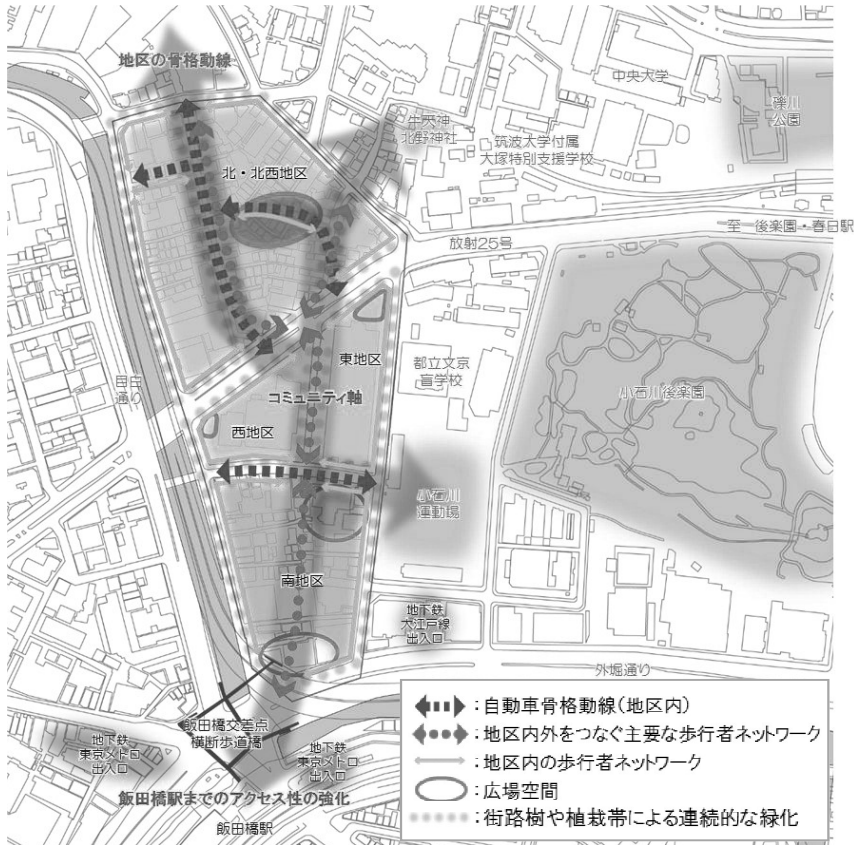 地区の骨格動線
中央大学
礫川
公園
牛天神
北野神社
筑波大学付属
大塚特別支援学校
北・北西地区
至 後楽園・春日駅
放射25号
東地区
都立文京
盲学校
目白
通り
コミュニティ軸
小石川後楽園
西地区
小石川
運動場
南地区
地下鉄
大江戸線
出入口
外堀通り
飯田橋交差点
横断歩道橋
地下鉄
東京メトロ
出入口
地下鉄
東京メトロ
出入口
飯田橋駅までのアクセス性の強化
飯田橋駅
:自動車骨格動線(地区内)
:地区内外をつなぐ主要な歩行者ネットワーク
:地区内の歩行者ネットワーク
:広場空間
:街路樹や植栽帯による連続的な緑化